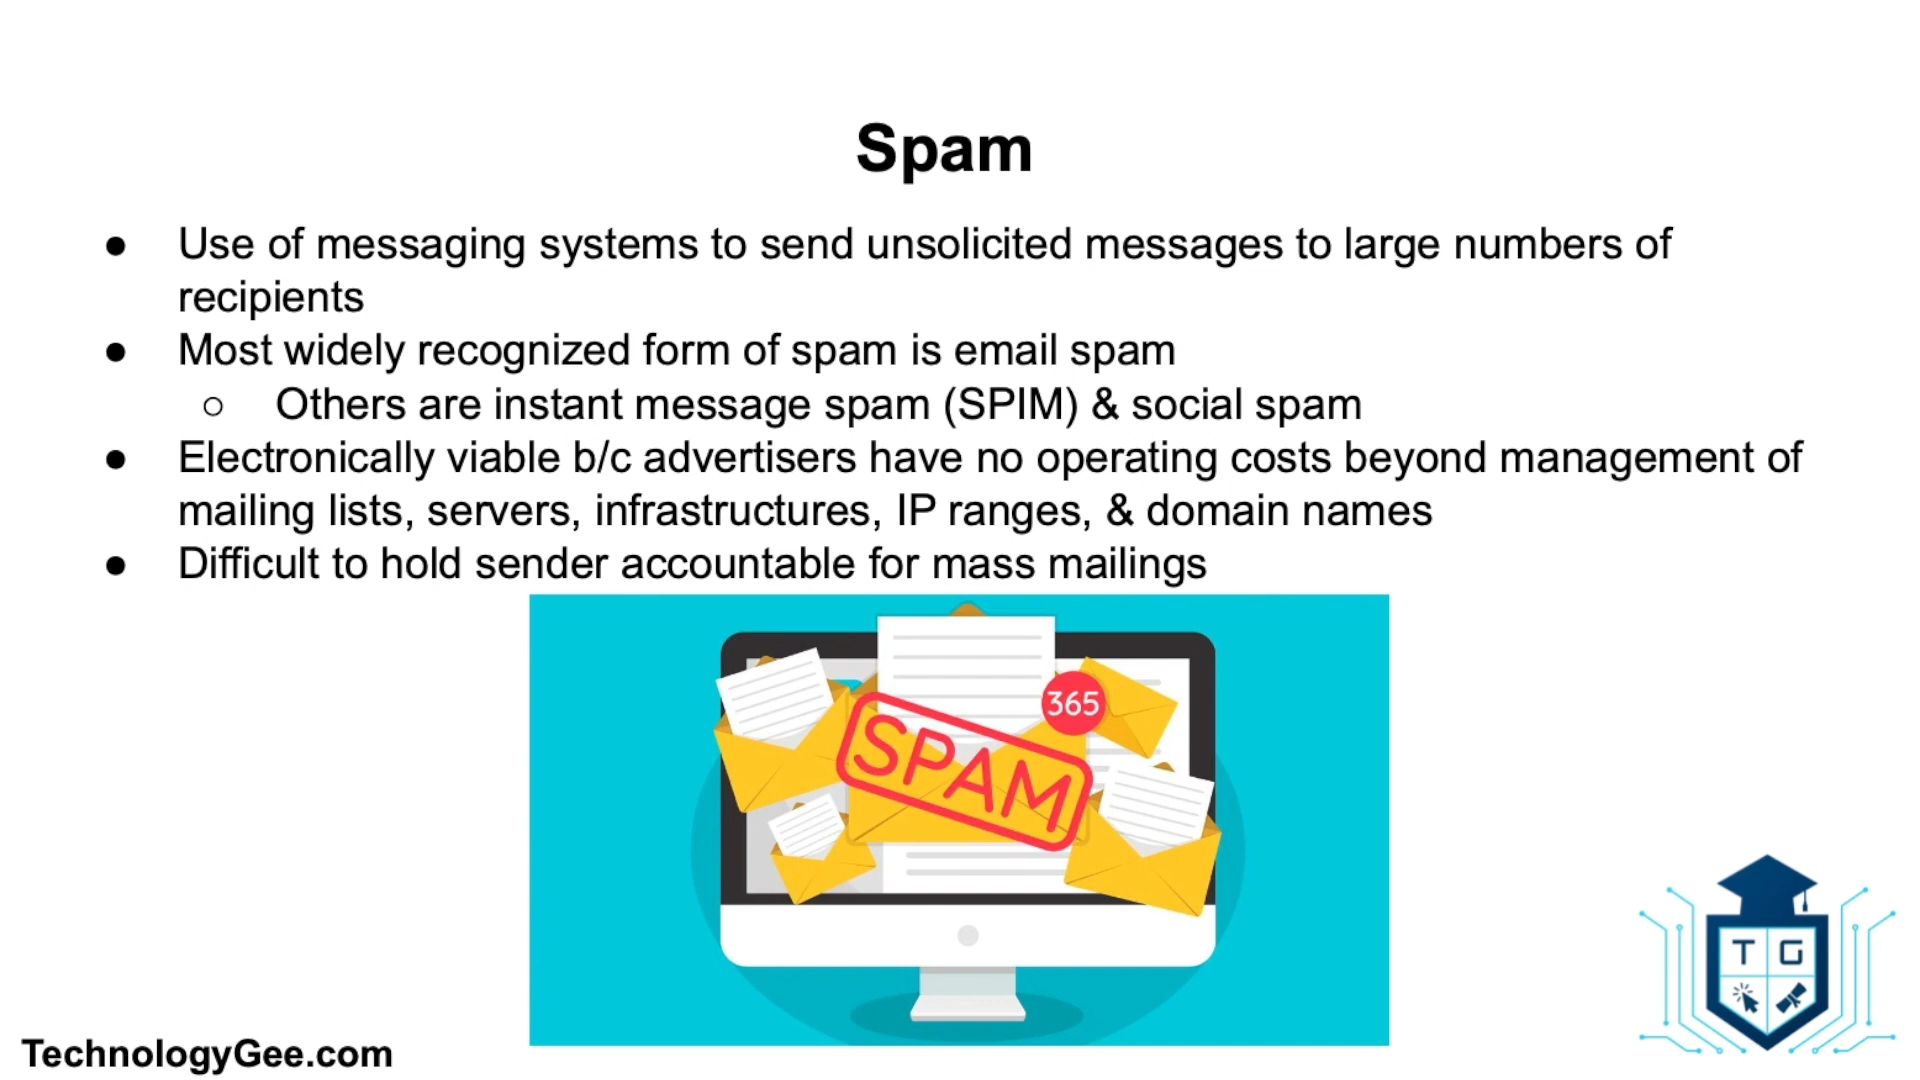 Spam
● Use of messaging systems to send unsolicited messages to large numbers of
recipients
● Most widely recognized form of spam is email spam
○ Others are instant message spam (SPIM) & social spam
● Electronically viable b/c advertisers have no operating costs beyond management of
mailing lists, servers, infrastructures, IP ranges, & domain names
● Difficult to hold sender accountable for mass mailings
365
SPAM
T G
TechnologyGee.com